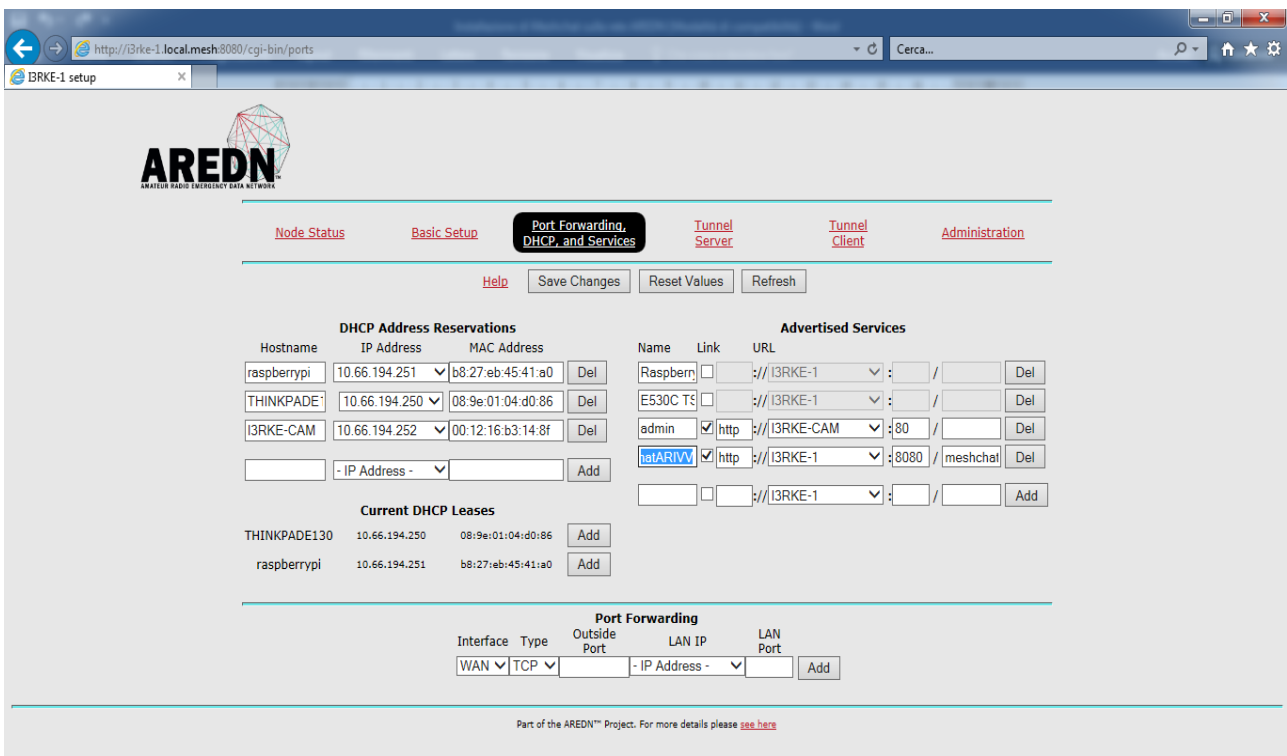 http://i3rke-1.local.mesh:8080/cgi-bin/ports
Cerca...
I3RKE-1 setup
AREDN
AMATEUR RADIO EMERGENCY DATA NETWORK
Node Status Basic Setup Port Forwarding, DHCP, and Services Tunnel Server Tunnel Client Administration
Help Save Changes Reset Values Refresh
DHCP Address Reservations
Hostname IP Address MAC Address
raspberrypi 10.66.194.251 b8:27:eb:45:41:a0 Del
THINKPADE 10.66.194.250 08:9e:01:04:d0:86 Del
I3RKE-CAM 10.66.194.252 00:12:16:b3:14:8f Del
- IP Address - Add
Current DHCP Leases
THINKPADE130 10.66.194.250 08:9e:01:04:d0:86 Add
raspberrypi 10.66.194.251 b8:27:eb:45:41:a0 Add
Advertised Services
Name Link URL
Raspberr :// I3RKE-1 : / Del
E530C TS :// I3RKE-1 : / Del
admin http :// I3RKE-CAM : 80 / Del
hatARIVV http :// I3RKE-1 : 8080 / meshchat Del
:// I3RKE-1 : / Add
Port Forwarding
Interface Type Outside Port LAN IP LAN Port
WAN TCP - IP Address - Add
Part of the AREDN™ Project. For more details please see here